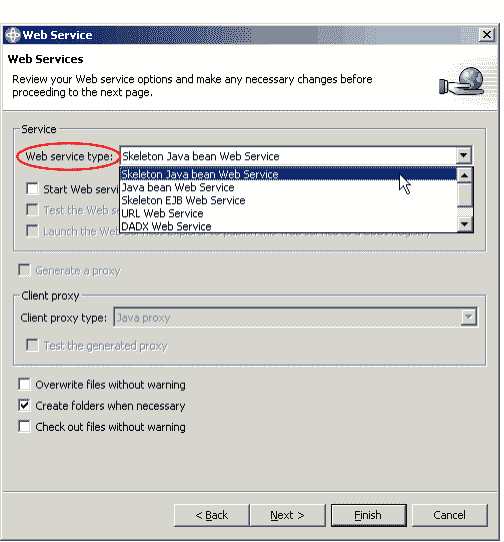 Web Service
Web Services
Review your Web service options and make any necessary changes before
proceeding to the next page.
Service
Web service type: Skeleton Java bean Web Service
Skeleton Java bean Web Service
Start Web servi
Java bean Web Service
Skeleton EJB Web Service
Test the Web s
URL Web Service
DADX Web Service
Launch the Web
Generate a proxy
Client proxy
Client proxy type: Java proxy
Test the generated proxy
Overwrite files without warning
Create folders when necessary
Check out files without warning
< Back Next > Finish Cancel